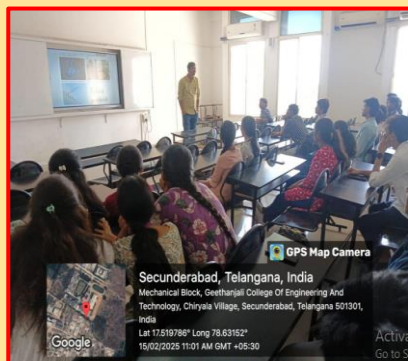 GPS Map Camera
Secunderabad, Telangana, India
Mechanical Block, Geethanjali College Of Engineering And
Technology, Chiryala Village, Secunderabad, Telangana 501301,
India
Lat 17.519786° Long 78.63152°
15/02/2025 11:01 AM GMT +05:30
Google
Activa
Go to S